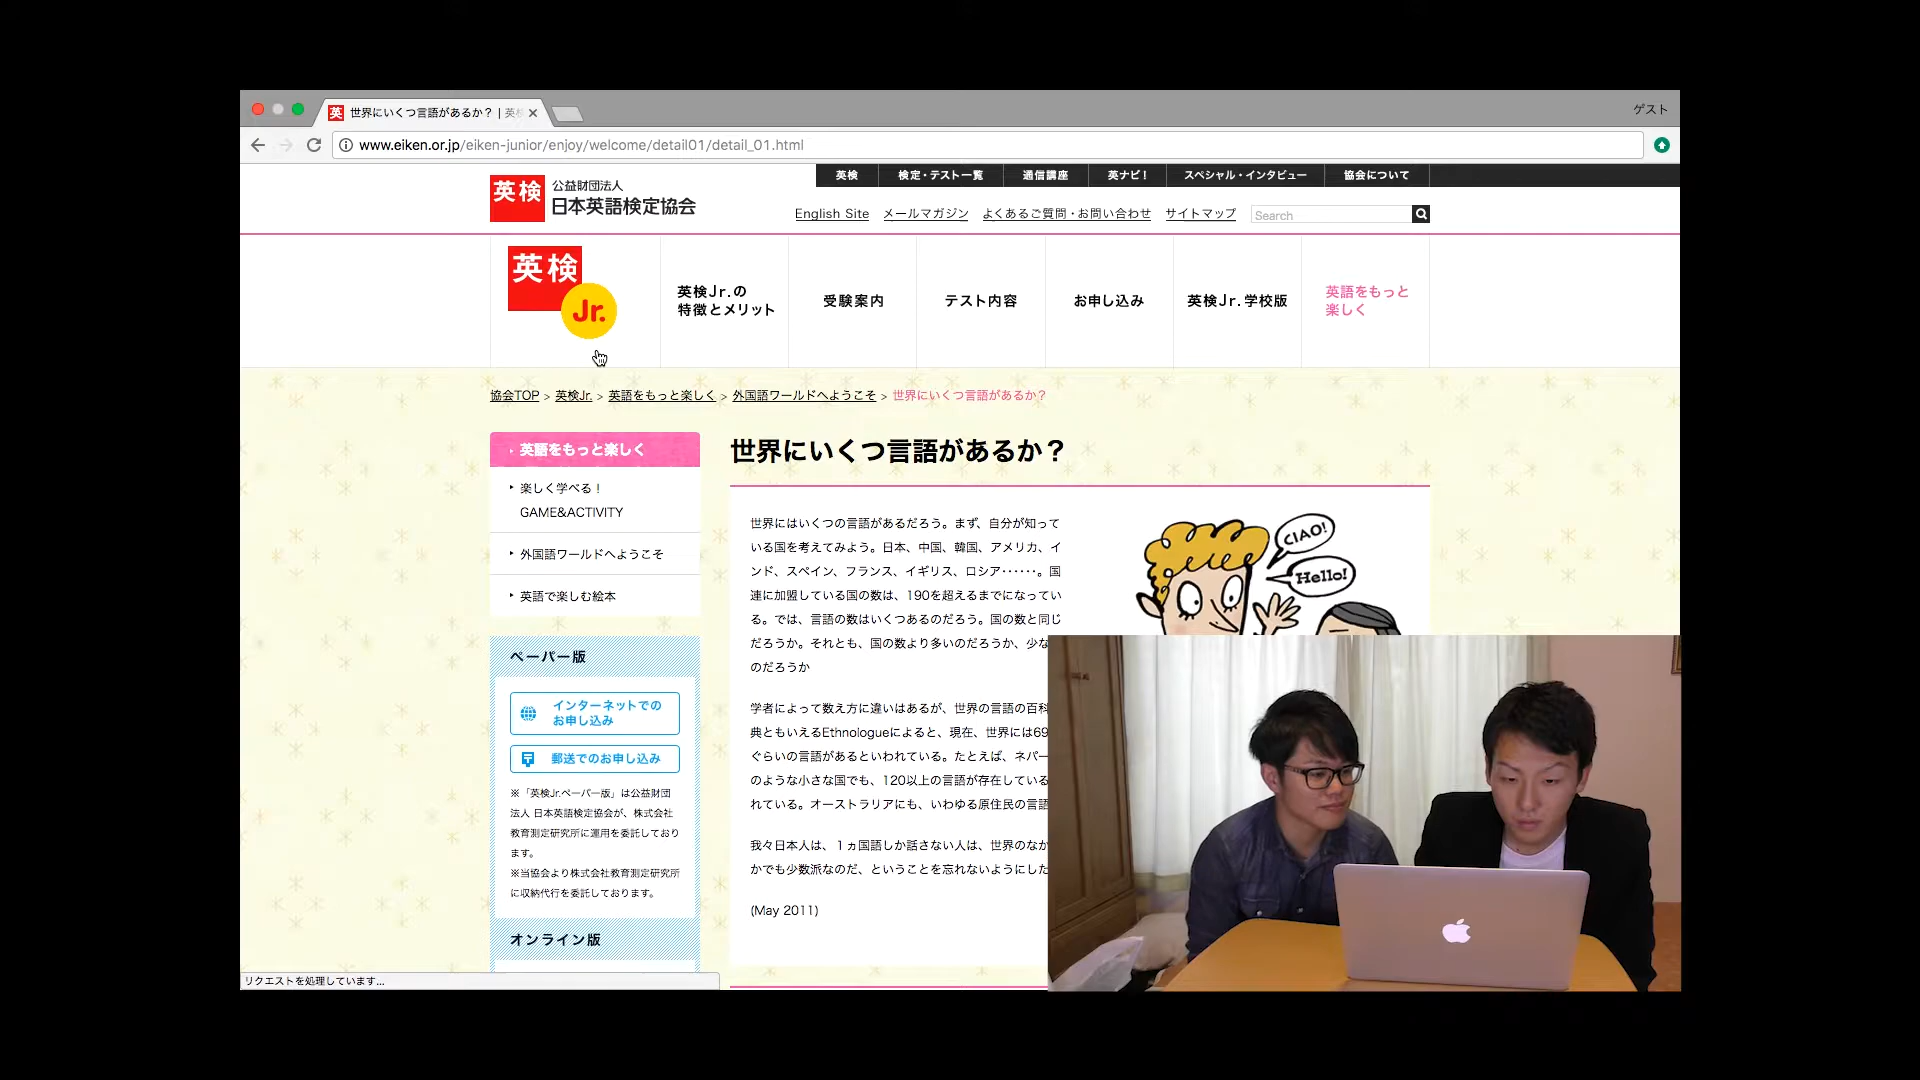 世界にいくつ言語があるか？ | 英
ゲスト
www.eiken.or.jp/eiken-junior/enjoy/welcome/detail01/detail_01.html
英検 検定・テスト一覧 通信講座 英ナビ！ スペシャル・インタビュー 協会について
英検 公益財団法人
日本英語検定協会
English Site メールマガジン よくあるご質問・お問い合わせ サイトマップ Search
英検
Jr.
英検Jr.の
特徴とメリット
受験案内
テスト内容
お申し込み
英検Jr.学校版
英語をもっと
楽しく
協会TOP > 英検Jr. > 英語をもっと楽しく > 外国語ワールドへようこそ > 世界にいくつ言語があるか？
英語をもっと楽しく
楽しく学べる！
GAME&ACTIVITY
外国語ワールドへようこそ
英語で楽しむ絵本
ペーパー版
インターネットでの
お申し込み
郵送でのお申し込み
※「英検Jr.ペーパー版」は公益財団
法人 日本英語検定協会が、株式会社
教育測定研究所に運用を委託しており
ます。
※当協会より株式会社教育測定研究所
に収納代行を委託しております。
オンライン版
世界にいくつ言語があるか？
世界にはいくつの言語があるだろう。まず、自分が知って
いる国を考えてみよう。日本、中国、韓国、アメリカ、イ
ンド、スペイン、フランス、イギリス、ロシア‥‥‥。国
連に加盟している国の数は、190を超えるまでになってい
る。では、言語の数はいくつあるのだろう。国の数と同じ
だろうか。それとも、国の数より多いのだろうか、少な
のだろうか
学者によって数え方に違いはあるが、世界の言語の百科
典ともいえるEthnologueによると、現在、世界には69
ぐらいの言語があるといわれている。たとえば、ネパー
のような小さな国でも、120以上の言語が存在している
れている。オーストラリアにも、いわゆる原住民の言語
我々日本人は、１ヵ国語しか話さない人は、世界のなか
かでも少数派なのだ、ということを忘れないようにした
(May 2011)
CIAO!
Hello!
リクエストを処理しています...